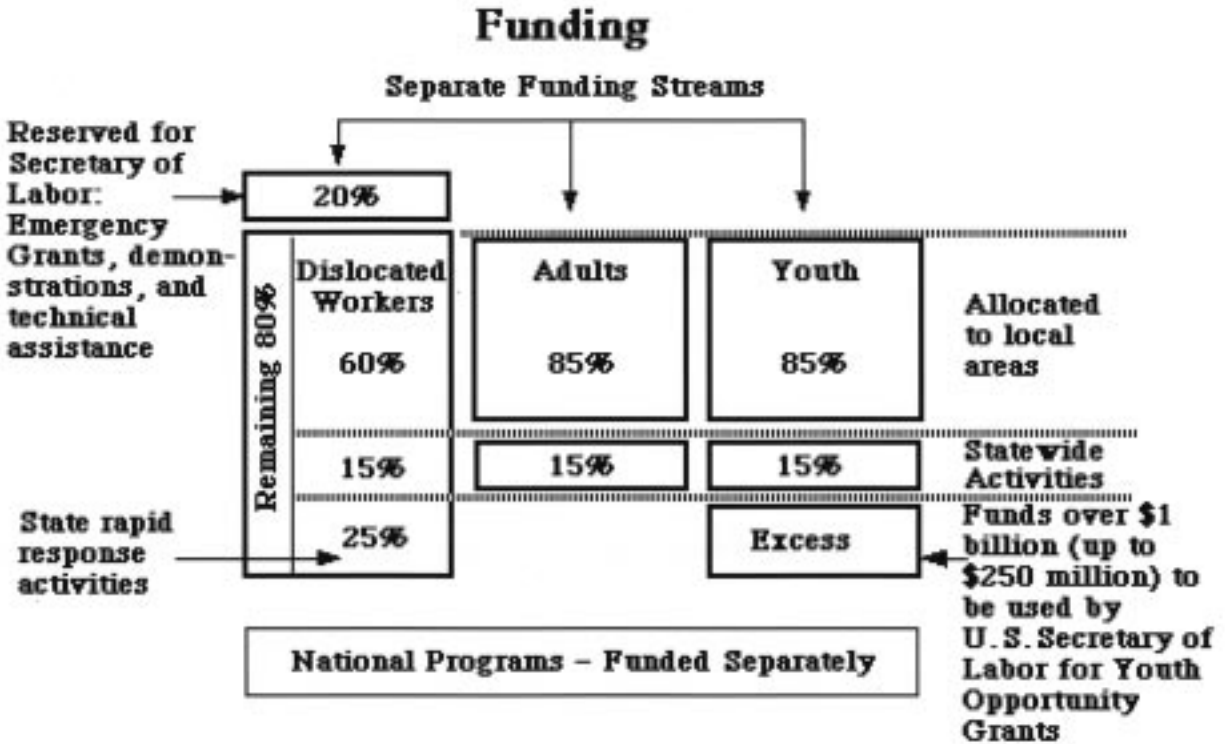 Funding
Separate Funding Streams
Reserved for
Secretary of
Labor:
Emergency
Grants, demon-
strations, and
technical
assistance
20%
Remaining 80%
Dislocated
Workers
60%
15%
25%
Adults
85%
15%
Youth
85%
15%
Excess
Allocated
to local
areas
Statewide
Activities
Funds over $1
billion (up to
$250 million) to
be used by
U.S. Secretary of
Labor for Youth
Opportunity
Grants
State rapid
response
activities
National Programs – Funded Separately